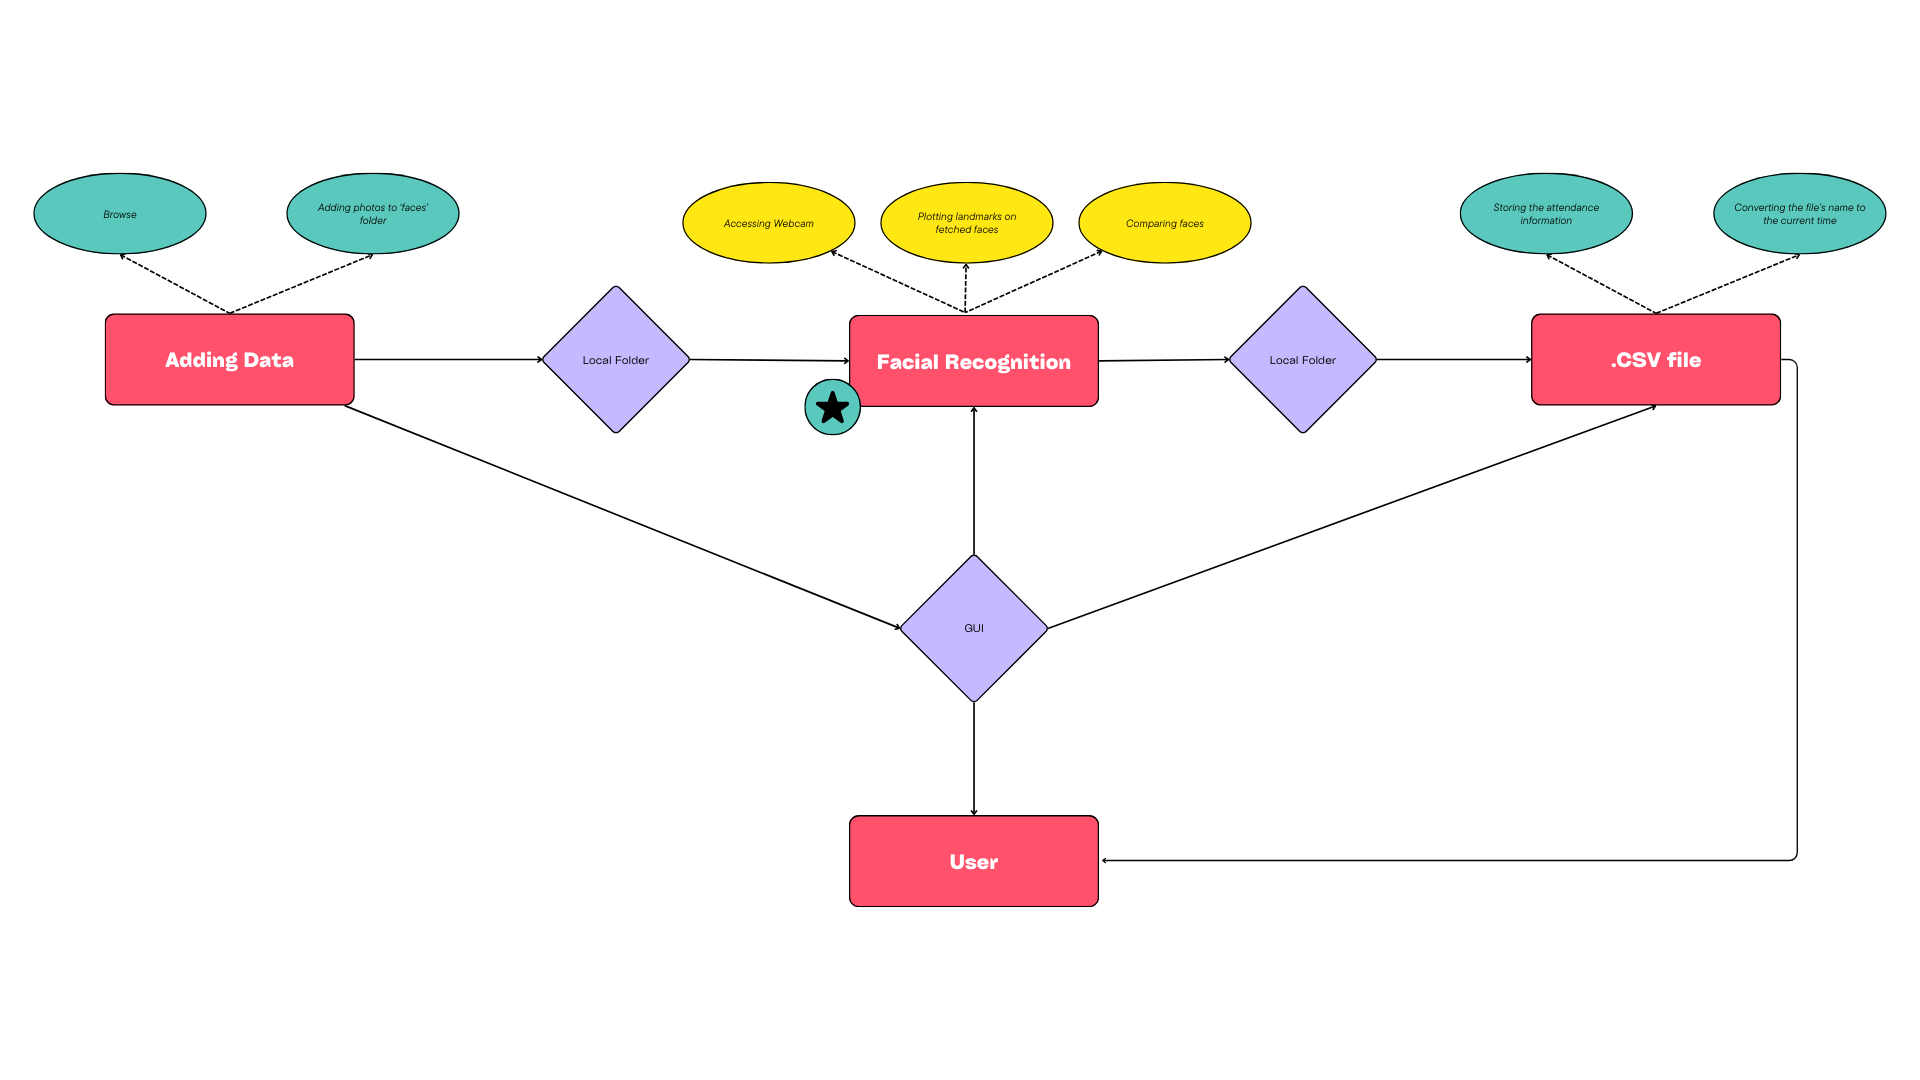 Browse
Adding photos to 'faces'
folder
Accessing Webcam
Plotting landmarks on
fetched faces
Comparing faces
Storing the attendance
information
Converting the file's name to
the current time
Adding Data
Local Folder
Facial Recognition
Local Folder
.CSV file
GUI
User